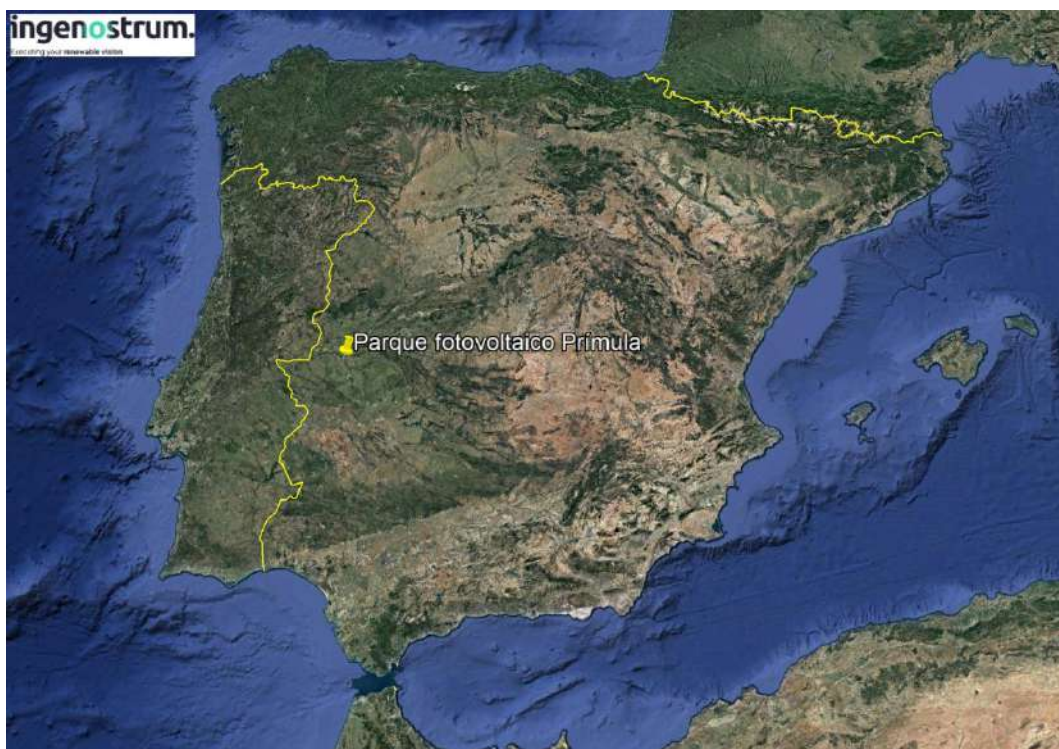 ingenostrum.
Executing your renewable vision
Parque fotovoltaico Prímula